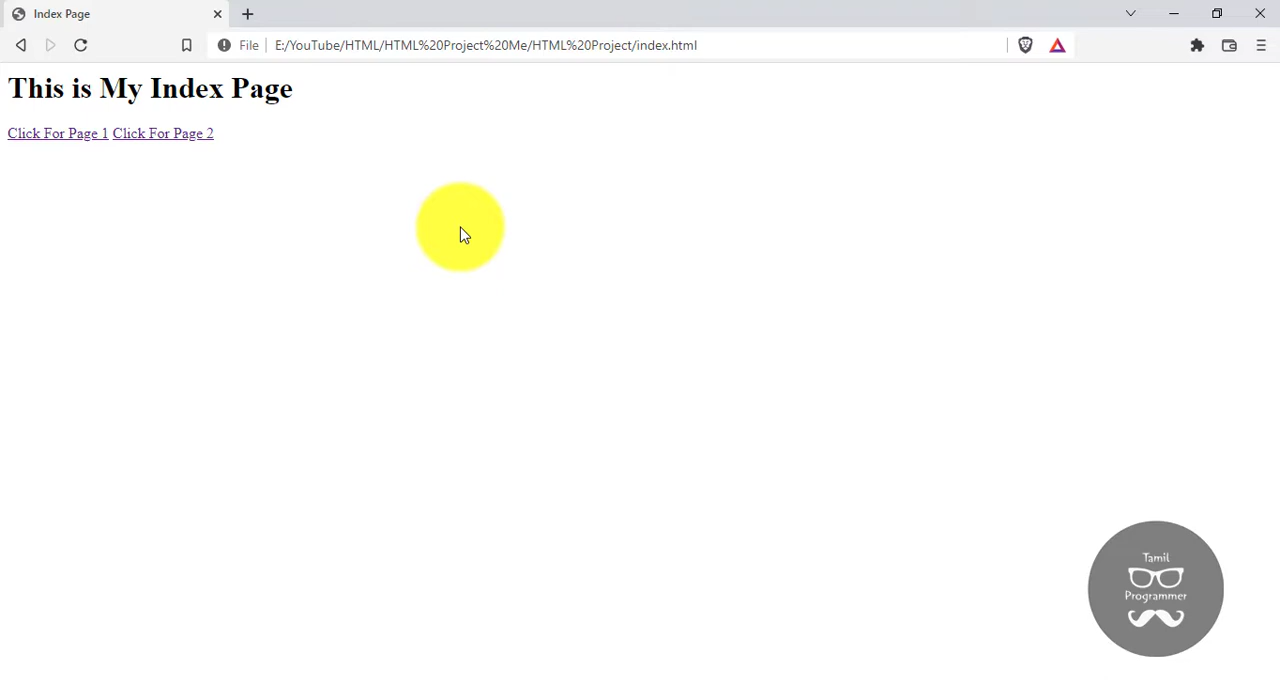 Index Page
File
E:/YouTube/HTML/HTML%20Project%20Me/HTML%20Project/index.html
This is My Index Page
Click For Page 1 Click For Page 2
Tamil
Programmer